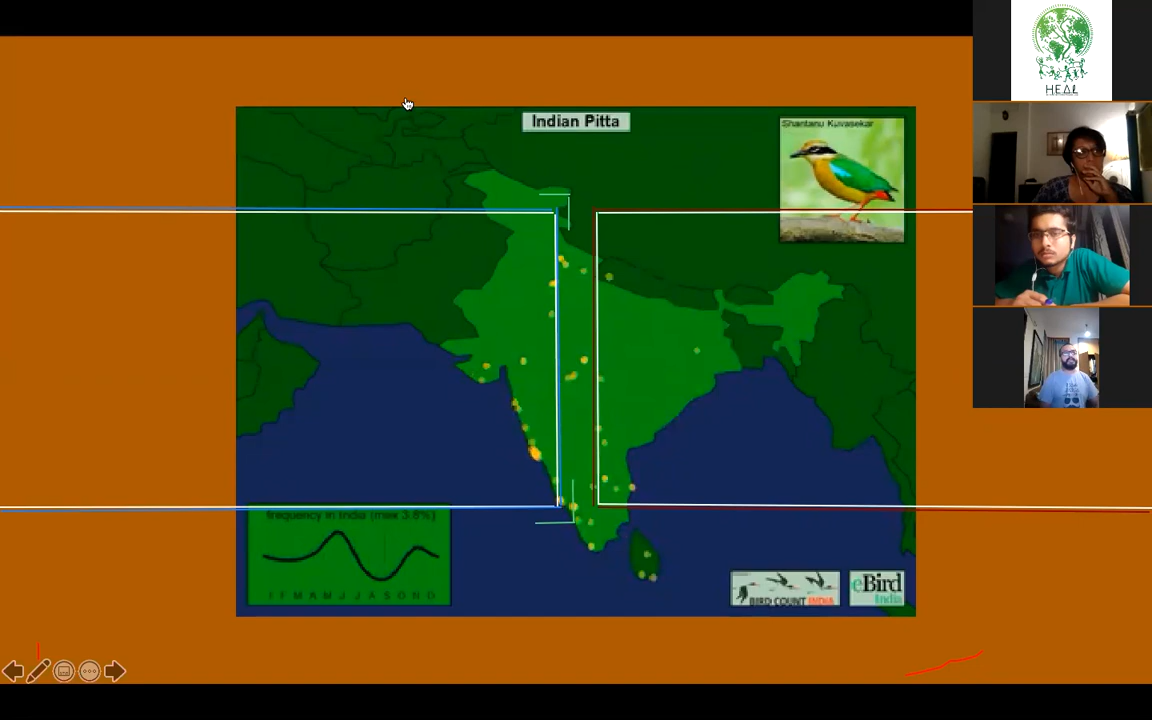 HEAL
Indian Pitta
Shantanu Kuvasekar
frequency in India (max 3.8%)
J F M A M J J A S O N D
BIRD COUNT INDIA
eBird
India